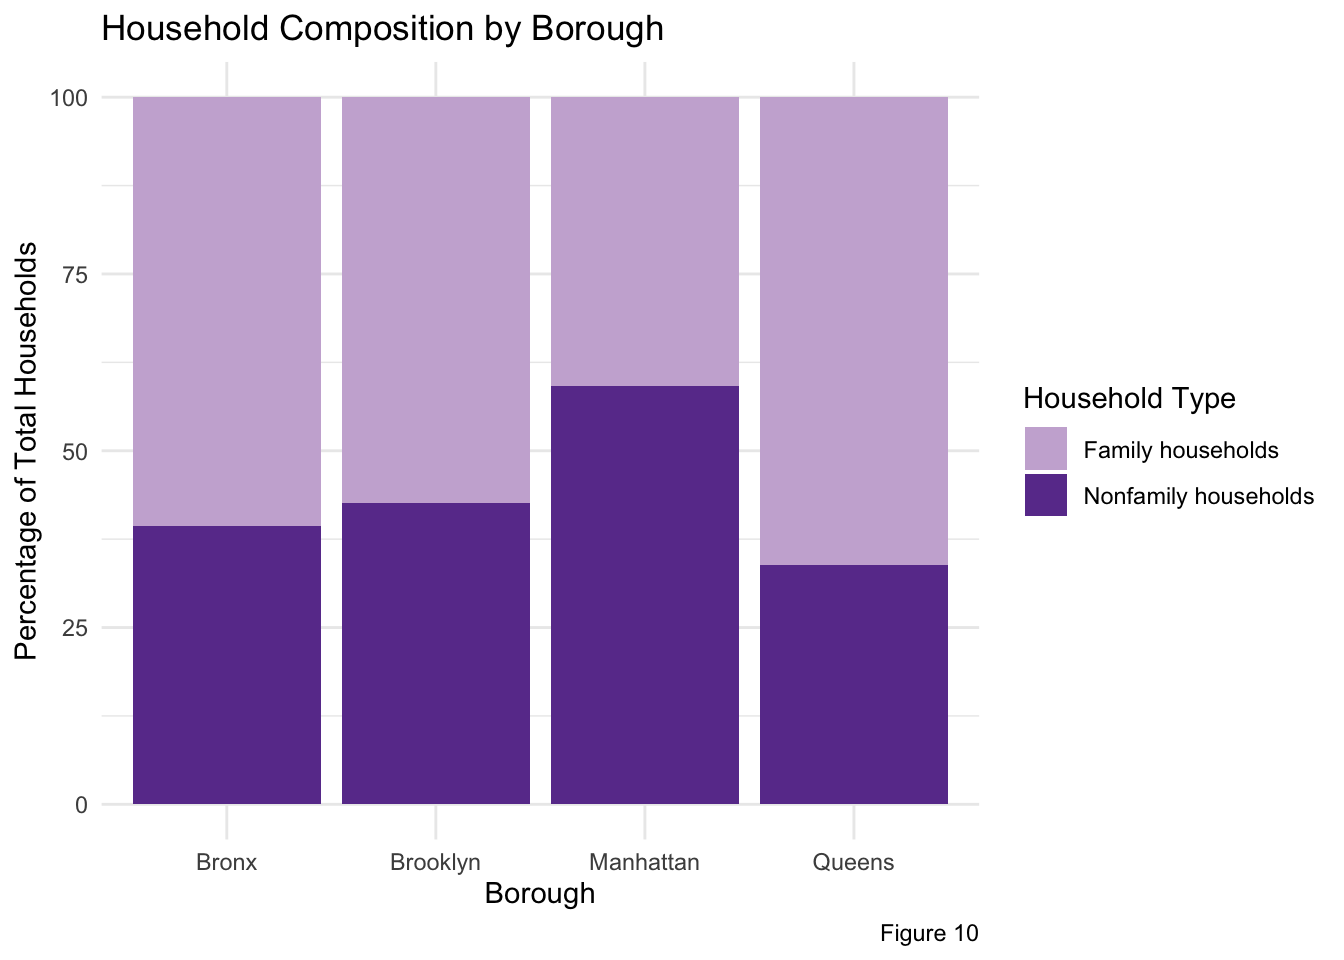 Household Composition by Borough
Percentage of Total Households
100
75
50
25
0
Bronx
Brooklyn
Manhattan
Queens
Borough
Household Type
Family households
Nonfamily households
Figure 10